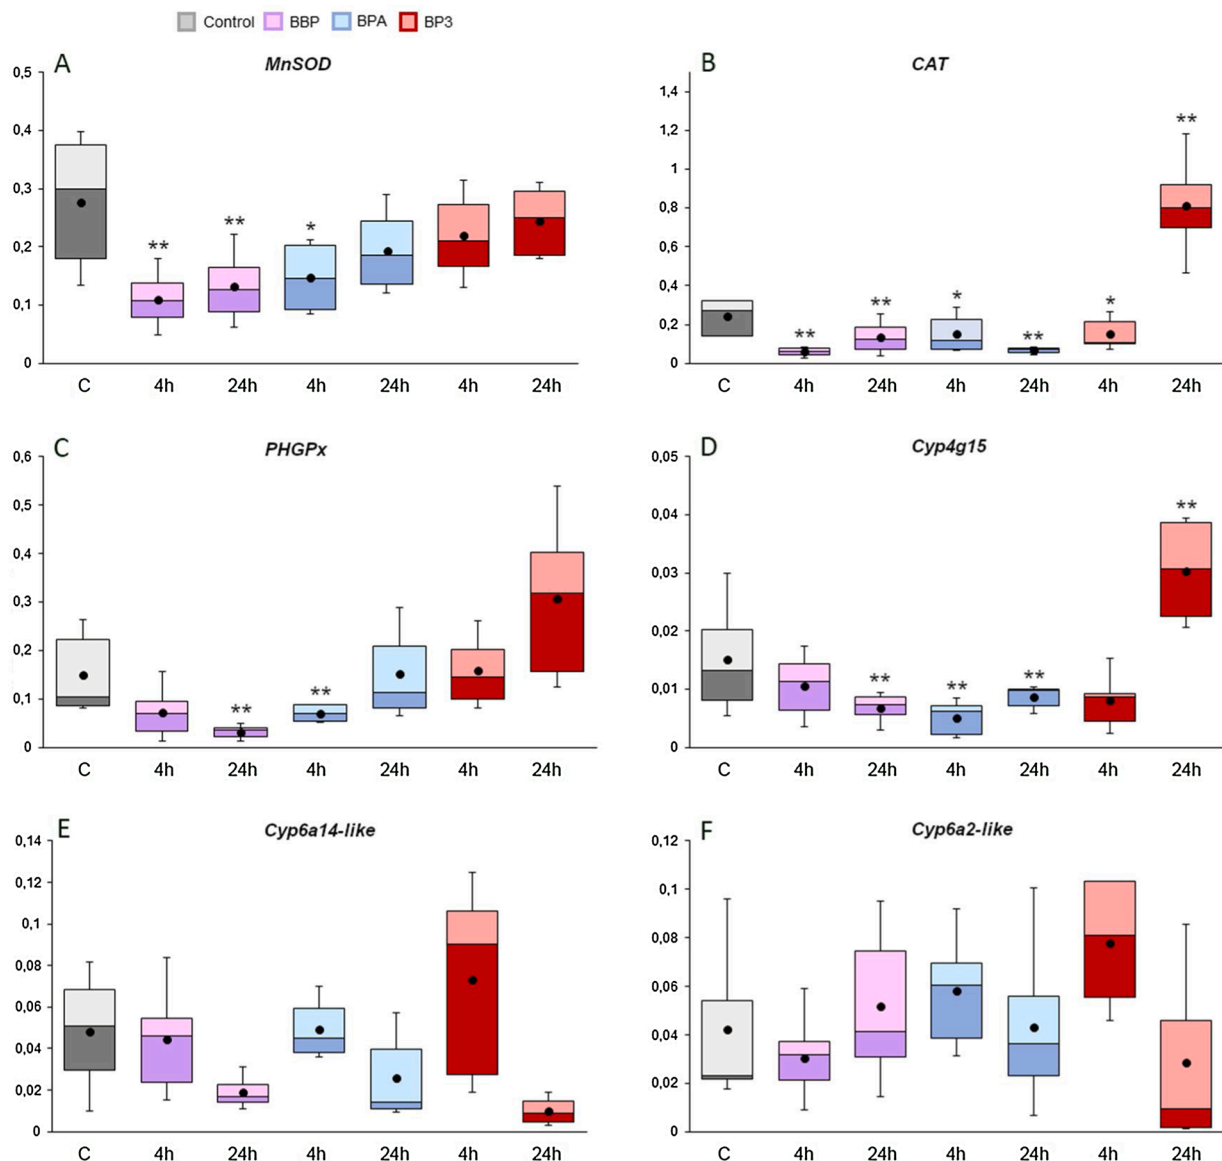 Control BBP BPA BP3
A MnSOD
0,5
0,4
0,3
0,2
0,1
0
** ** *
C 4h 24h 4h 24h 4h 24h
B CAT
1,4
1,2
1
0,8
0,6
0,4
0,2
0
** ** * ** * **
C 4h 24h 4h 24h 4h 24h
C PHGPx
0,6
0,5
0,4
0,3
0,2
0,1
0
** **
C 4h 24h 4h 24h 4h 24h
D Cyp4g15
0,05
0,04
0,03
0,02
0,01
0
** ** ** **
C 4h 24h 4h 24h 4h 24h
E Cyp6a14-like
0,14
0,12
0,1
0,08
0,06
0,04
0,02
0
C 4h 24h 4h 24h 4h 24h
F Cyp6a2-like
0,12
0,1
0,08
0,06
0,04
0,02
0
C 4h 24h 4h 24h 4h 24h